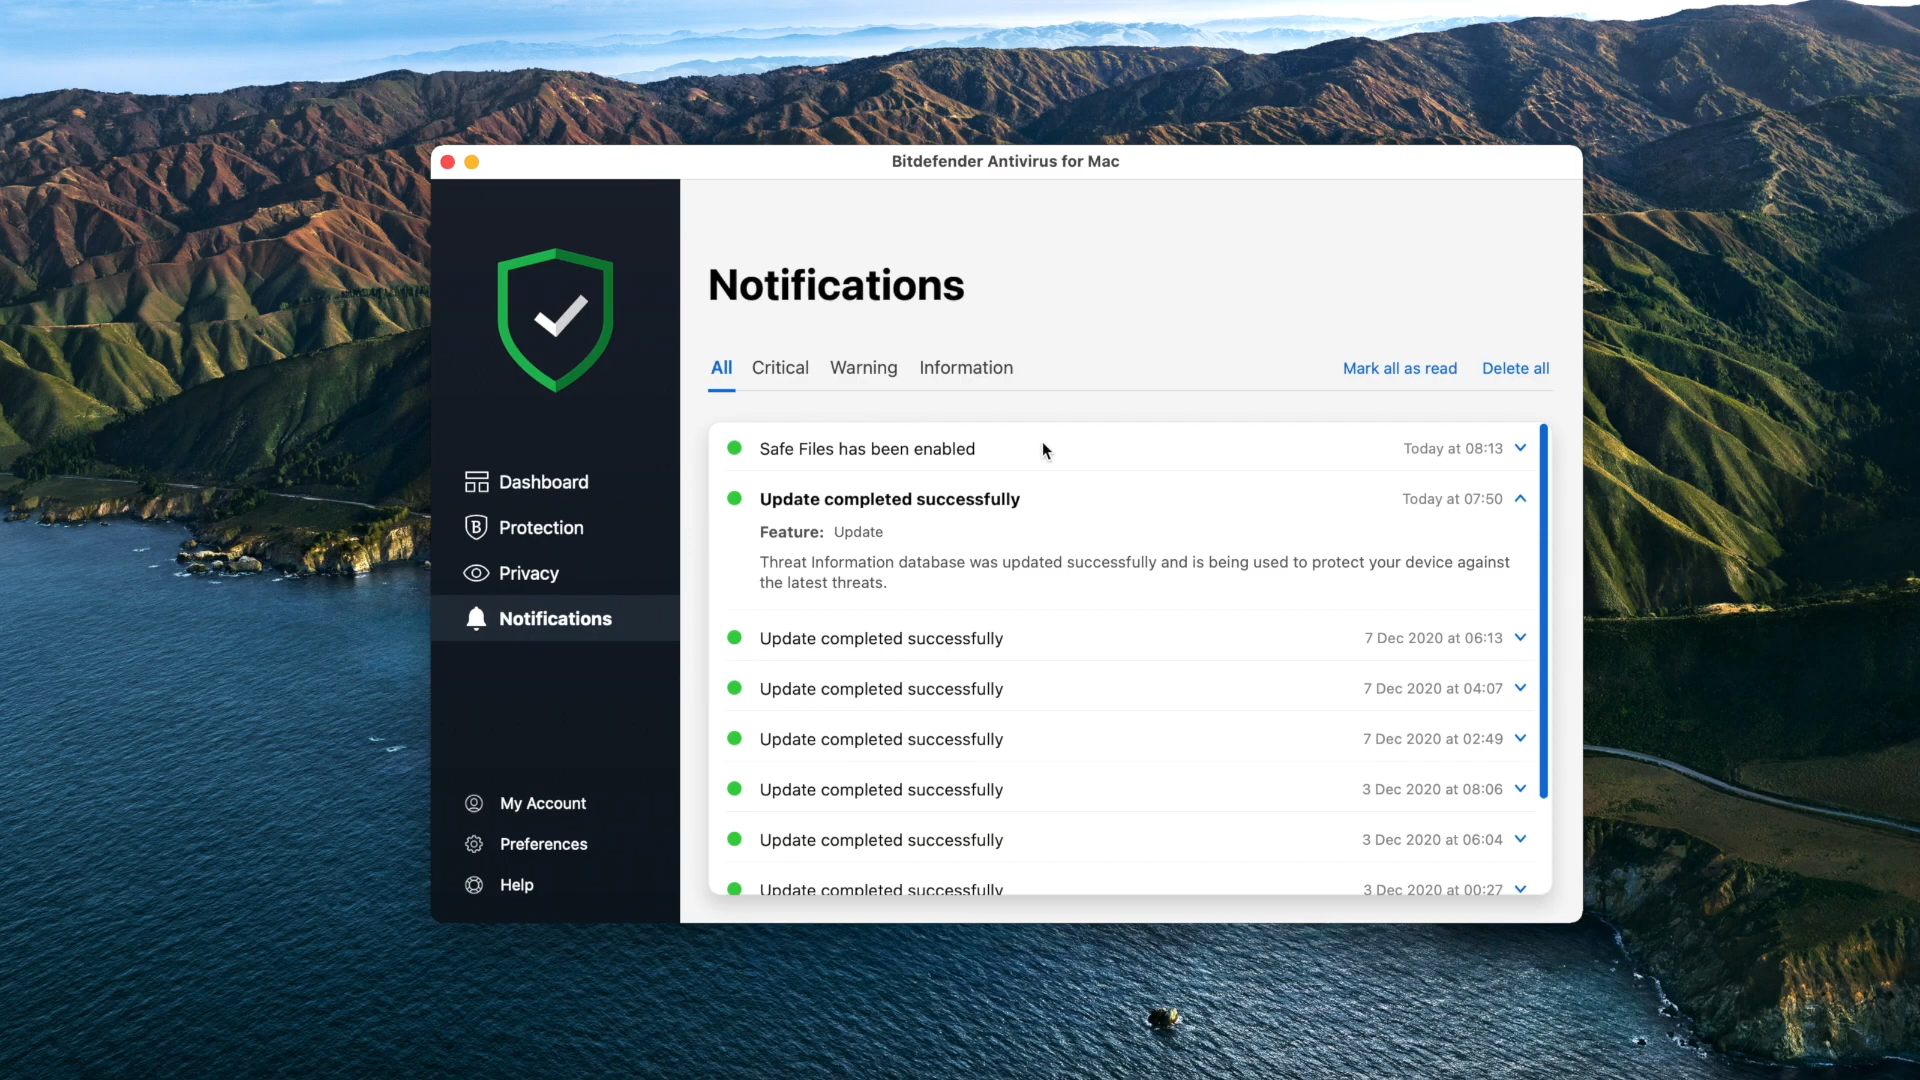 Bitdefender Antivirus for Mac
Notifications
All Critical Warning Information Mark all as read Delete all
Safe Files has been enabled Today at 08:13
Update completed successfully Today at 07:50
Feature: Update
Threat Information database was updated successfully and is being used to protect your device against
the latest threats.
Update completed successfully 7 Dec 2020 at 06:13
Update completed successfully 7 Dec 2020 at 04:07
Update completed successfully 7 Dec 2020 at 02:49
Update completed successfully 3 Dec 2020 at 08:06
Update completed successfully 3 Dec 2020 at 06:04
Update completed successfully 3 Dec 2020 at 00:27
Dashboard
B Protection
Privacy
Notifications
My Account
Preferences
Help